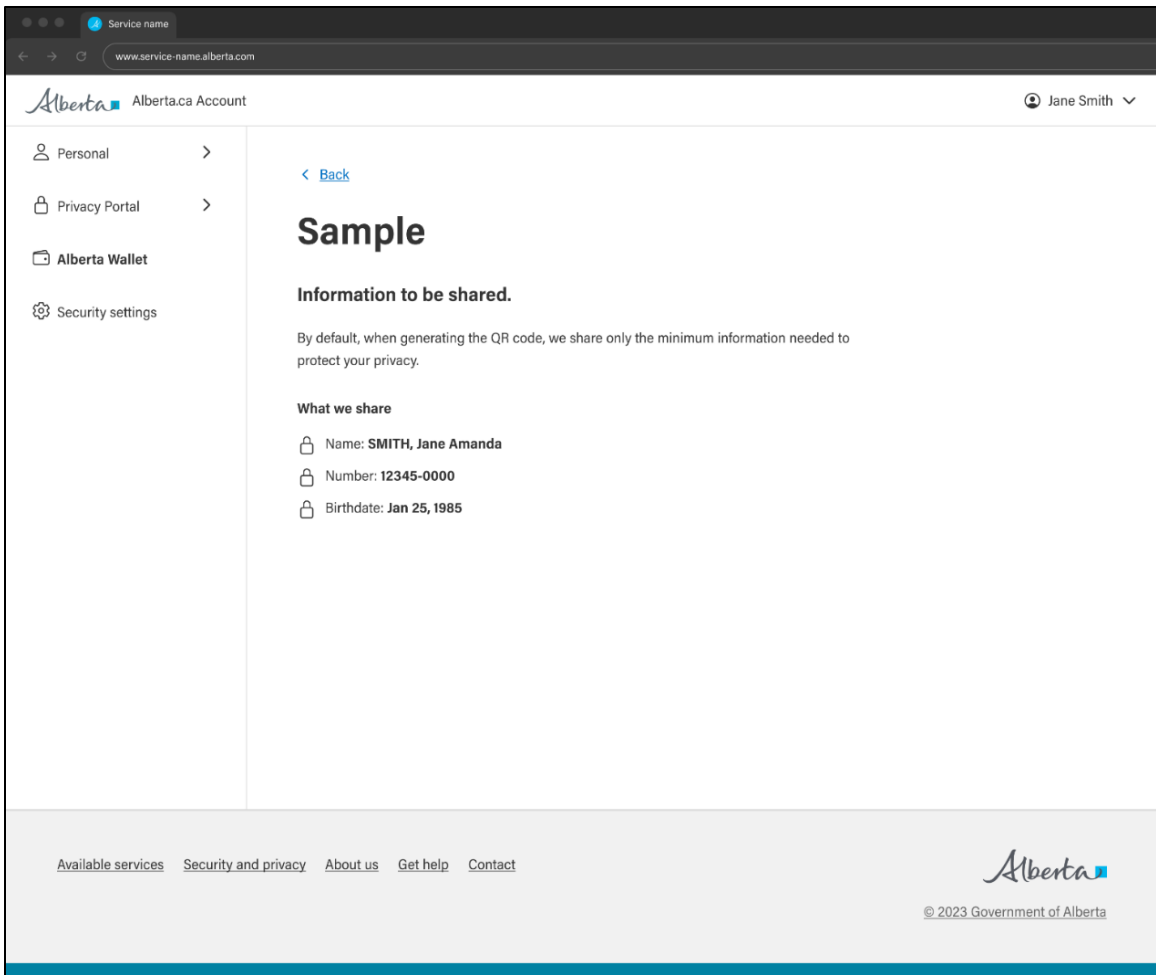 Service name
www.service-name.alberta.com
Alberta Alberta.ca Account
Jane Smith
Personal
Privacy Portal
Alberta Wallet
Security settings
Back
Sample
Information to be shared.
By default, when generating the QR code, we share only the minimum information needed to
protect your privacy.
What we share
Name: SMITH, Jane Amanda
Number: 12345-0000
Birthdate: Jan 25, 1985
Available services Security and privacy About us Get help Contact
Alberta
© 2023 Government of Alberta